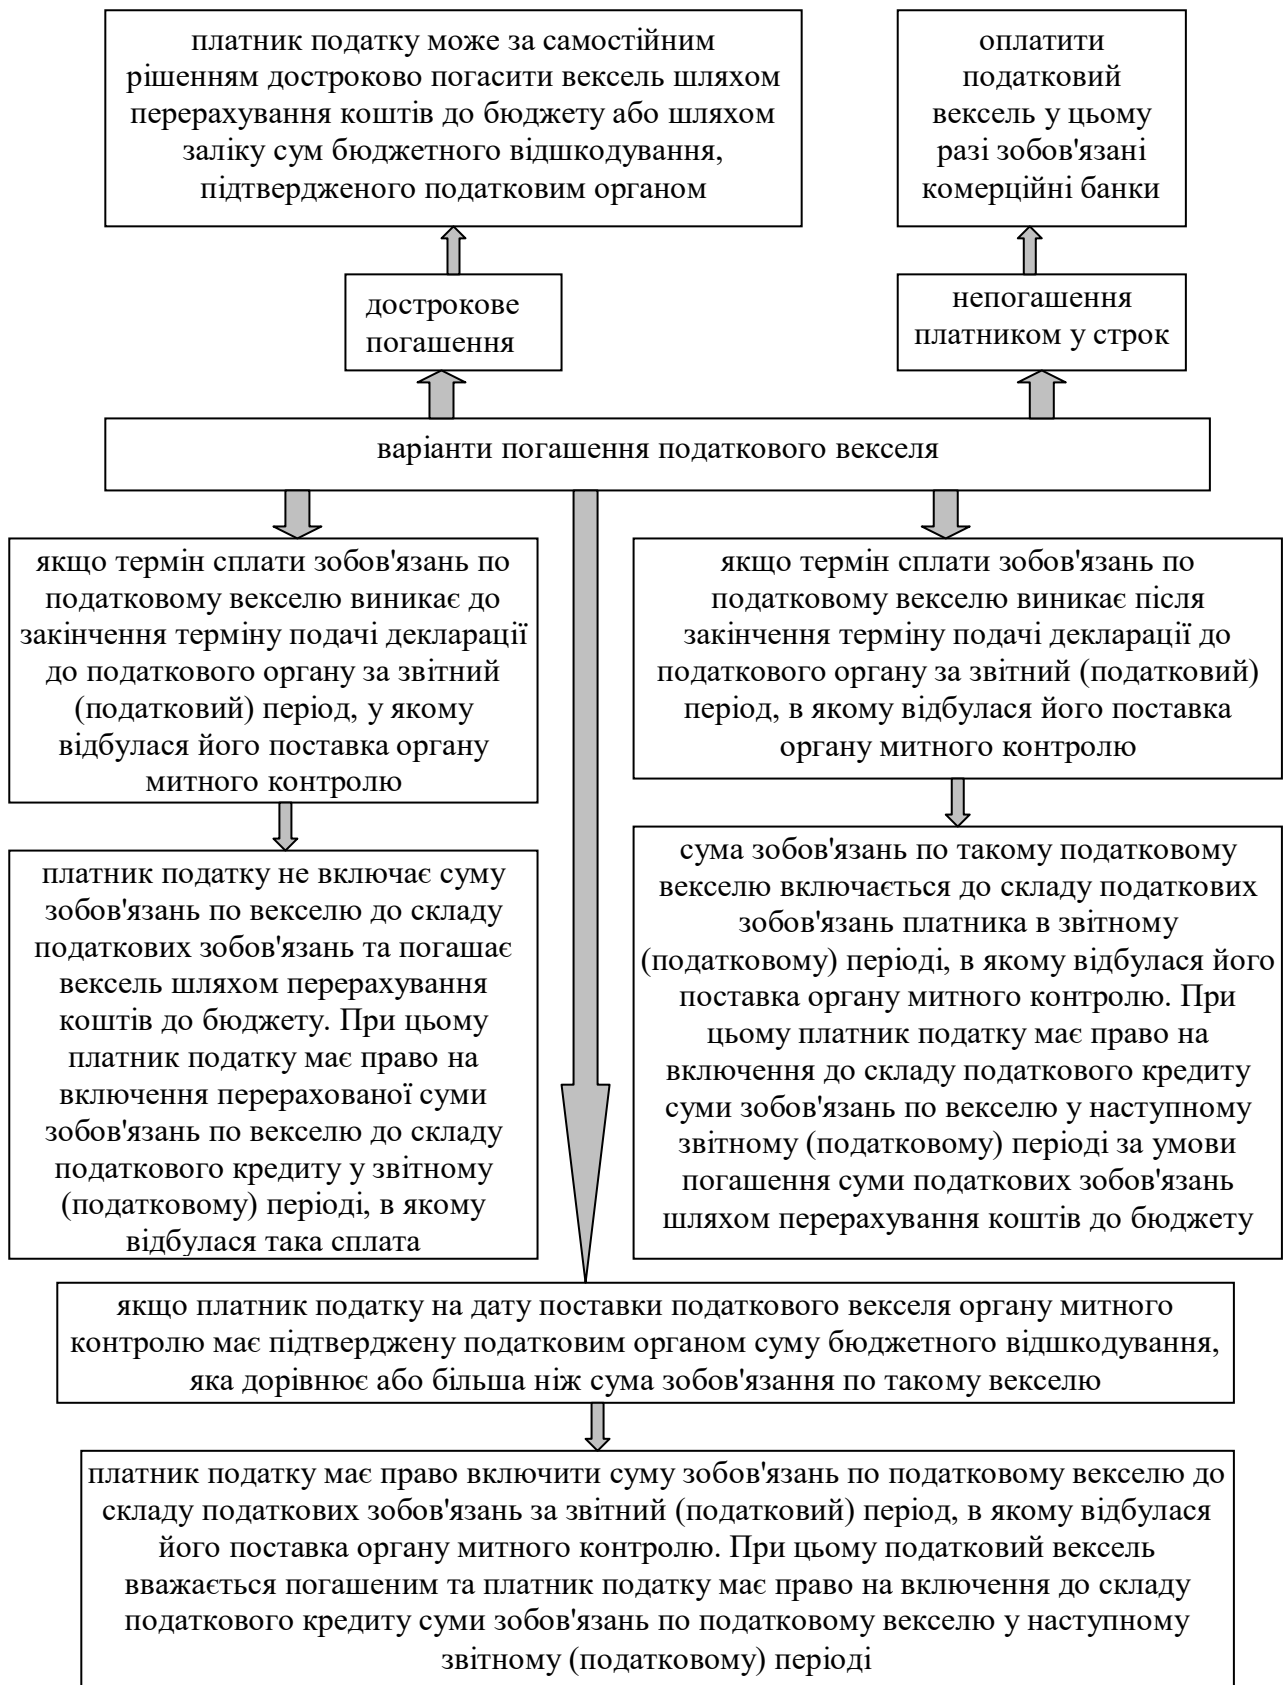 платник податку може за самостійним
рішенням достроково погасити вексель шляхом
перерахування коштів до бюджету або шляхом
заліку сум бюджетного відшкодування,
підтвердженого податковим органом
оплатити
податковий
вексель у цьому
разі зобов'язані
комерційні банки
дострокове
погашення
непогашення
платником у строк
варіанти погашення податкового векселя
якщо термін сплати зобов'язань по
податковому векселю виникає до
закінчення терміну подачі декларації
до податкового органу за звітний
(податковий) період, у якому
відбулася його поставка органу
митного контролю
якщо термін сплати зобов'язань по
податковому векселю виникає після
закінчення терміну подачі декларації до
податкового органу за звітний (податковий)
період, в якому відбулася його поставка
органу митного контролю
платник податку не включає суму
зобов'язань по векселю до складу
податкових зобов'язань та погашає
вексель шляхом перерахування
коштів до бюджету. При цьому
платник податку має право на
включення перерахованої суми
зобов'язань по векселю до складу
податкового кредиту у звітному
(податковому) періоді, в якому
відбулася така сплата
сума зобов'язань по такому податковому
векселю включається до складу податкових
зобов'язань платника в звітному
(податковому) періоді, в якому відбулася його
поставка органу митного контролю. При
цьому платник податку має право на
включення до складу податкового кредиту
суми зобов'язань по векселю у наступному
звітному (податковому) періоді за умови
погашення суми податкових зобов'язань
шляхом перерахування коштів до бюджету
якщо платник податку на дату поставки податкового векселя органу митного
контролю має підтверджену податковим органом суму бюджетного відшкодування,
яка дорівнює або більша ніж сума зобов'язання по такому векселю
платник податку має право включити суму зобов'язань по податковому векселю до
складу податкових зобов'язань за звітний (податковий) період, в якому відбулася
його поставка органу митного контролю. При цьому податковий вексель
вважається погашеним та платник податку має право на включення до складу
податкового кредиту суми зобов'язань по податковому векселю у наступному
звітному (податковому) періоді